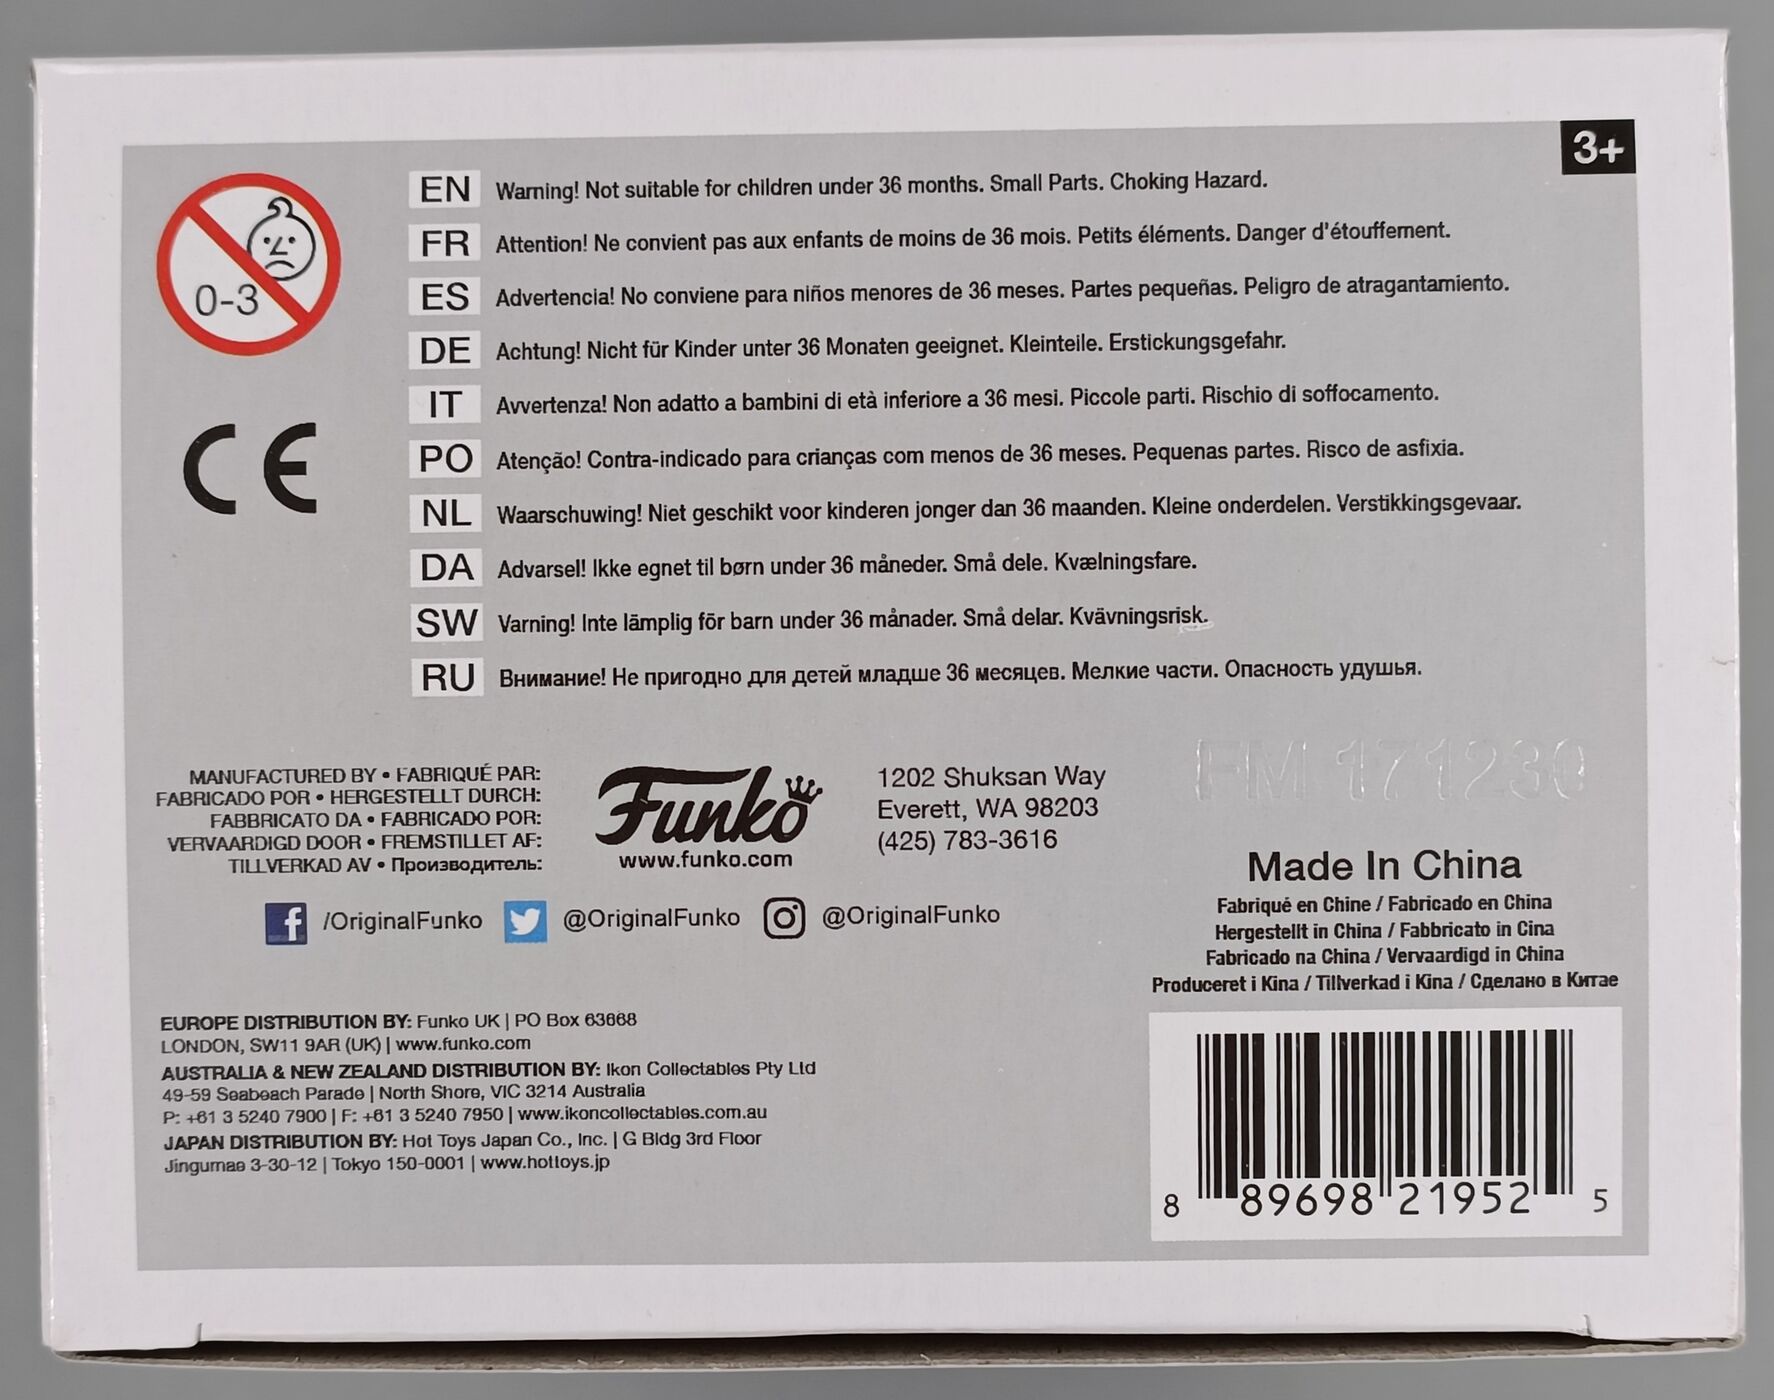 3+
0-3
EN Warning! Not suitable for children under 36 months. Small Parts. Choking Hazard.
FR Attention! Ne convient pas aux enfants de moins de 36 mois. Petits éléments. Danger d'étouffement.
ES Advertencia! No conviene para niños menores de 36 meses. Partes pequeñas. Peligro de atragantamiento.
DE Achtung! Nicht für Kinder unter 36 Monaten geeignet. Kleinteile. Erstickungsgefahr.
IT Avvertenza! Non adatto a bambini di età inferiore a 36 mesi. Piccole parti. Rischio di soffocamento.
CE
PO Atenção! Contra-indicado para crianças com menos de 36 meses. Pequenas partes. Risco de asfixia.
NL Waarschuwing! Niet geschikt voor kinderen jonger dan 36 maanden. Kleine onderdelen. Verstikkingsgevaar.
DA Advarsel! Ikke egnet til børn under 36 måneder. Små dele. Kvælningsfare.
SW Varning! Inte lämplig för barn under 36 månader. Små delar. Kvävningsrisk.
RU Внимание! Не пригодно для детей младше 36 месяцев. Мелкие части. Опасность удушья.
MANUFACTURED BY • FABRIQUÉ PAR:
FABRICADO POR • HERGESTELLT DURCH:
FABBRICATO DA • FABRICADO POR:
VERVAARDIGD DOOR • FREMSTILLET AF:
TILLVERKAD AV • Производитель:
Funko
www.funko.com
1202 Shuksan Way
Everett, WA 98203
(425) 783-3616
FM 171230
/OriginalFunko @OriginalFunko @OriginalFunko
Made In China
Fabriqué en Chine / Fabricado en China
Hergestellt in China / Fabbricato in Cina
Fabricado na China / Vervaardigd in China
Produceret i Kina / Tillverkad i Kina / Сделано в Китае
EUROPE DISTRIBUTION BY: Funko UK | PO Box 63668
LONDON, SW11 9AR (UK) | www.funko.com
AUSTRALIA & NEW ZEALAND DISTRIBUTION BY: Ikon Collectables Pty Ltd
49-59 Seabeach Parade | North Shore, VIC 3214 Australia
P: +61 3 5240 7900 | F: +61 3 5240 7950 | www.ikoncollectables.com.au
JAPAN DISTRIBUTION BY: Hot Toys Japan Co., Inc. | G Bldg 3rd Floor
Jingumae 3-30-12 | Tokyo 150-0001 | www.hottoys.jp
8 89698 21952 5